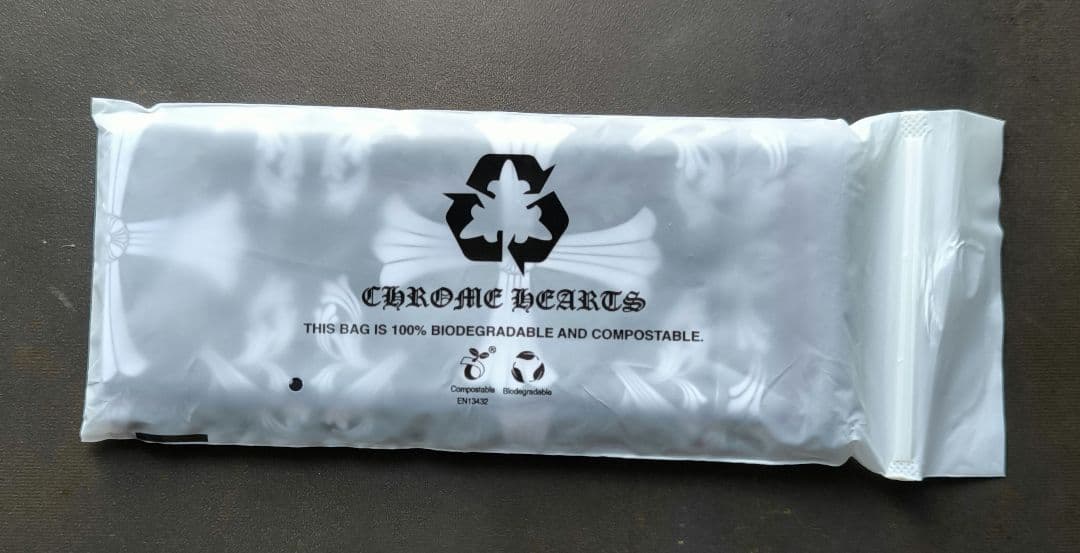 CHROME HEARTS
THIS BAG IS 100% BIODEGRADABLE AND COMPOSTABLE.
®
Compostable Biodegradable
EN13432